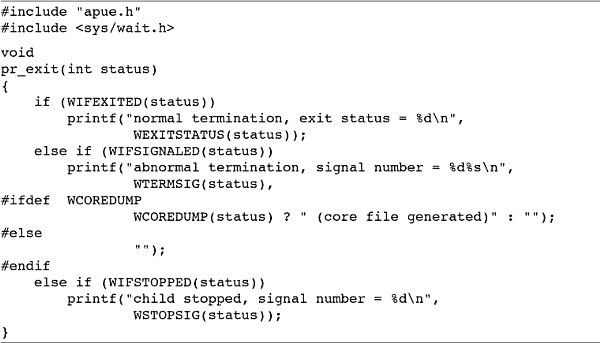 #include "apue.h"
#include <sys/wait.h>
void
pr_exit(int status)
{
    if (WIFEXITED(status))
        printf("normal termination, exit status = %d\n",
                WEXITSTATUS(status));
    else if (WIFSIGNALED(status))
        printf("abnormal termination, signal number = %d%s\n",
                WTERMSIG(status),
#ifdef  WCOREDUMP
                WCOREDUMP(status) ? " (core file generated)" : "");
#else
                "");
#endif
    else if (WIFSTOPPED(status))
        printf("child stopped, signal number = %d\n",
                WSTOPSIG(status));
}